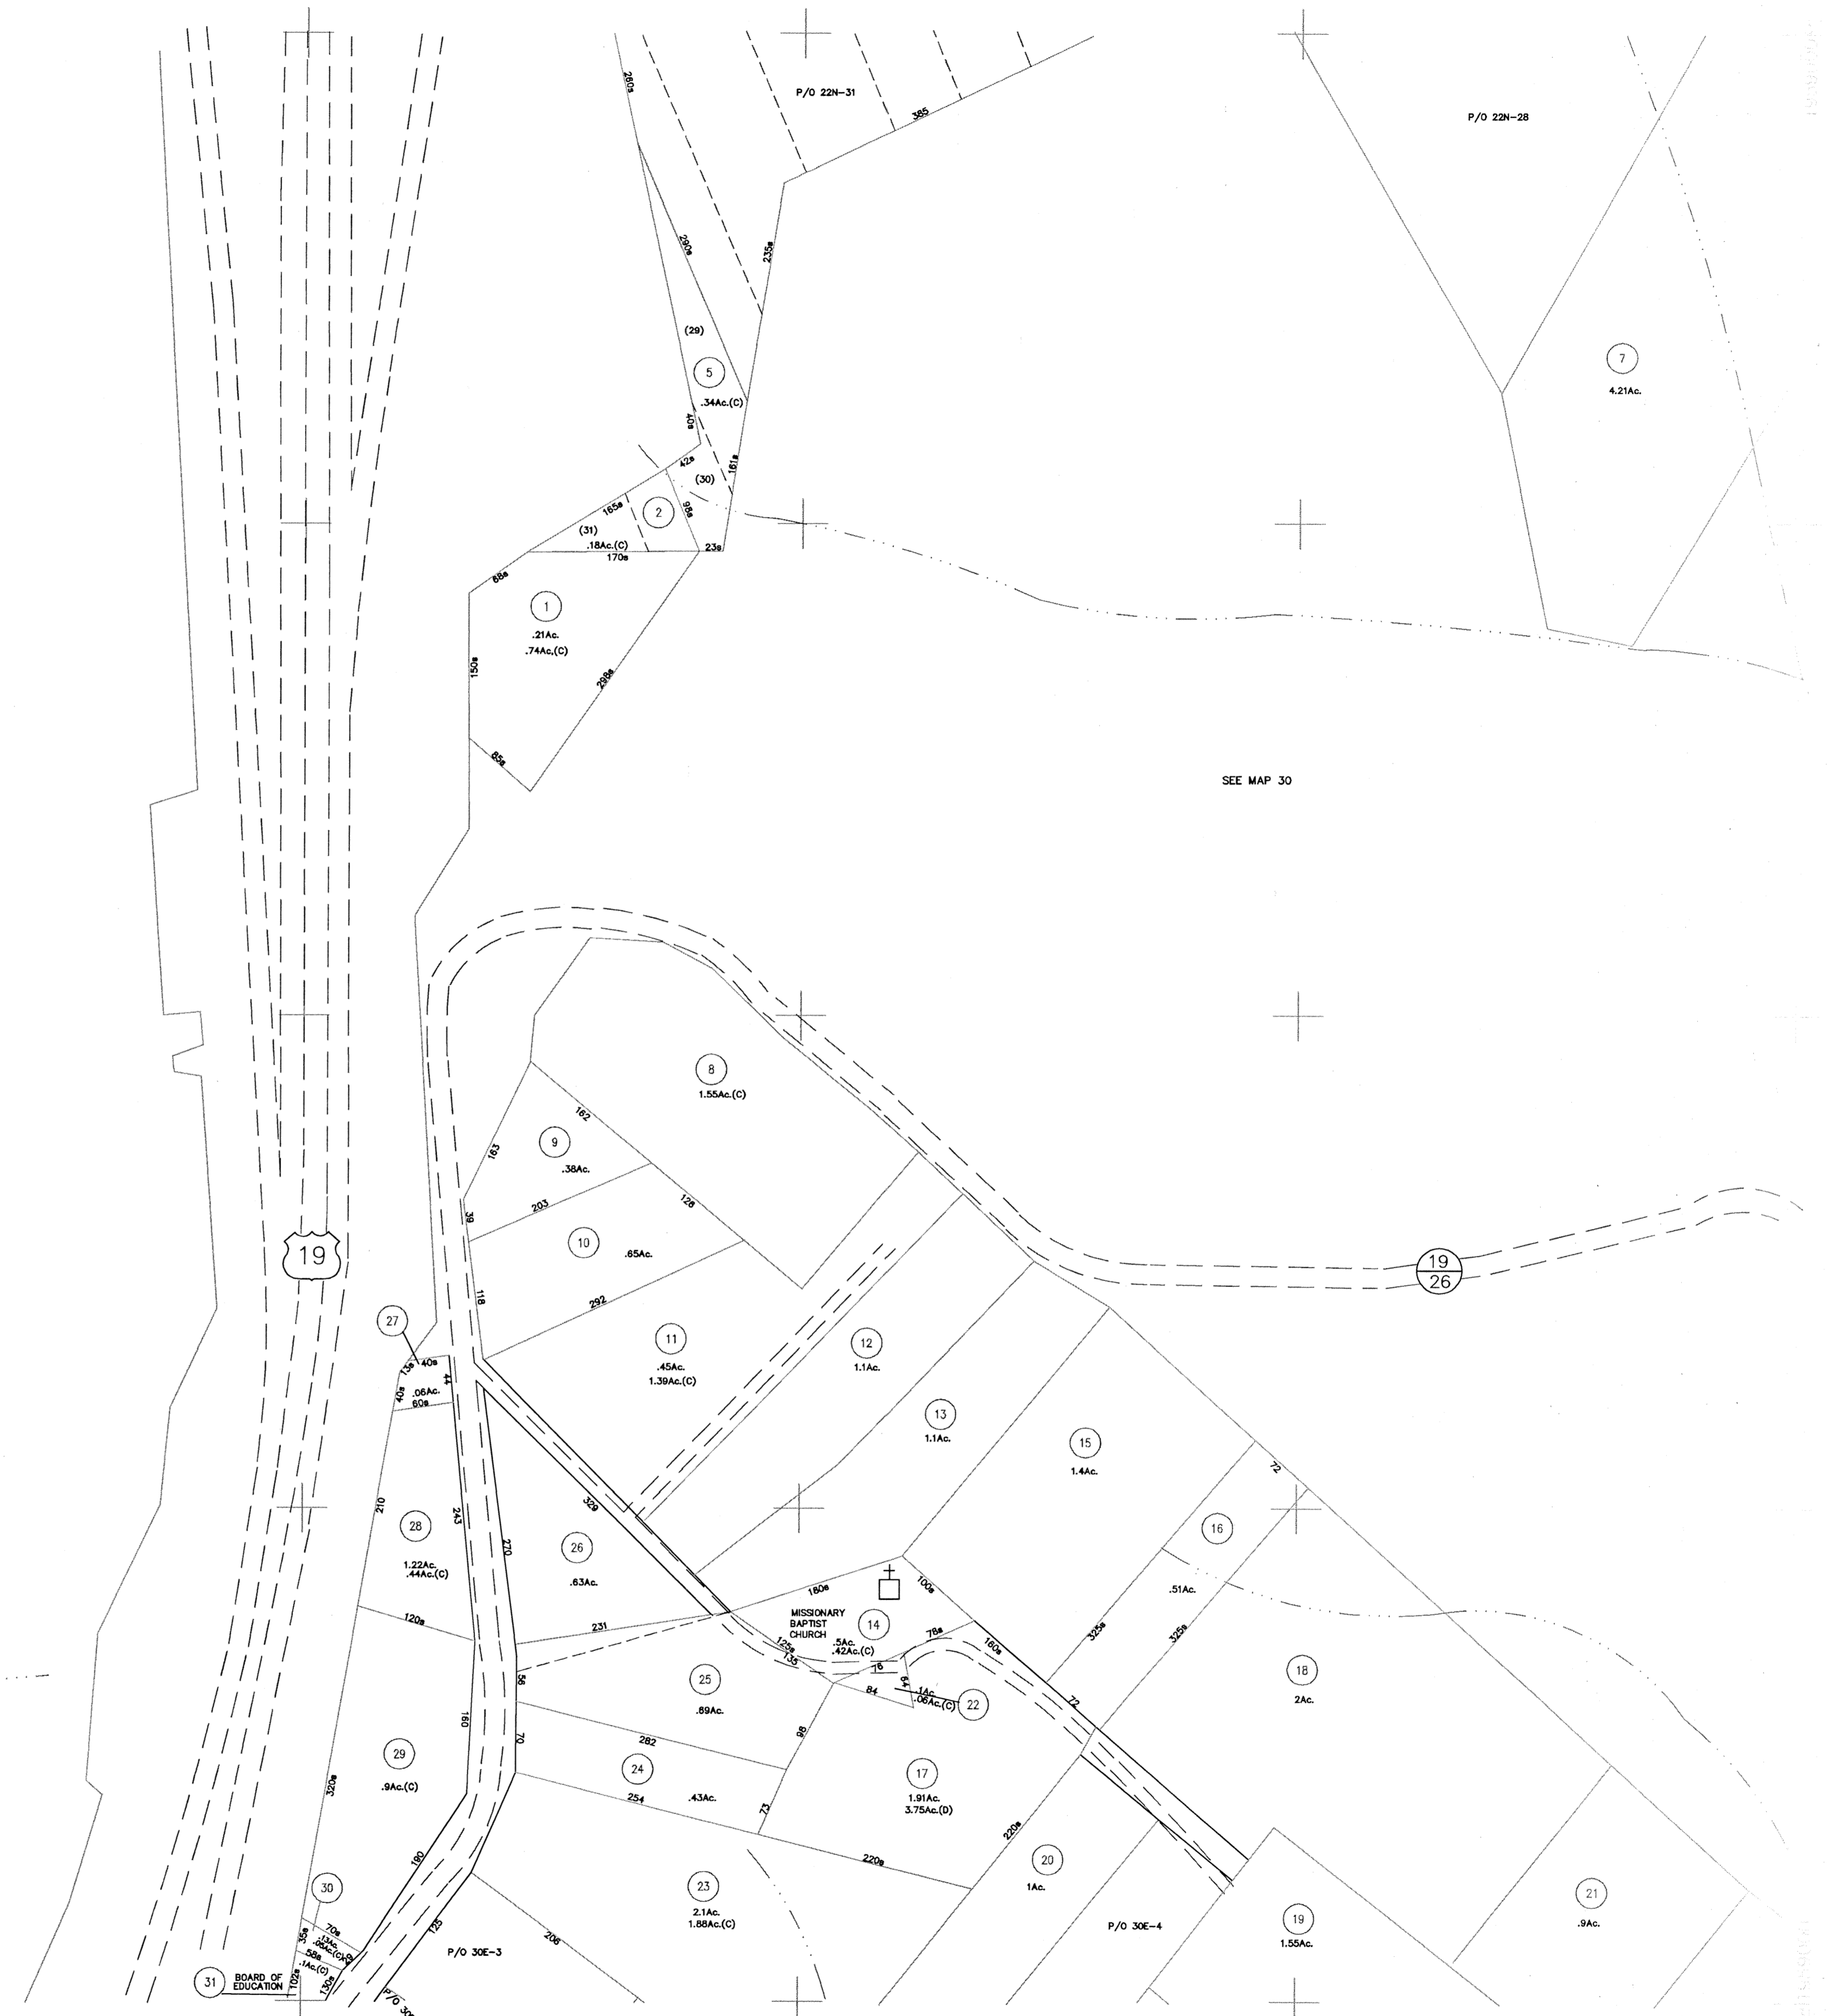 260s
P/O 22N-31
385
P/O 22N-28
290s
235s
(29)
5
.34Ac.(C)
7
4.21Ac.
40s
42s
161s
(30)
165s
2
98s
(31)
.18Ac.(C)
170s
23s
68s
1
.21Ac.
.74Ac.(C)
150s
298s
85s
SEE MAP 30
8
1.55Ac.(C)
162
9
163
.38Ac.
203
39
128
10
.65Ac.
19
19
26
118
292
27
11
.45Ac.
1.39Ac.(C)
12
1.1Ac.
13s
40s
44
40s
.06Ac.
60s
13
1.1Ac.
15
1.4Ac.
72
210
243
329
28
1.22Ac.
.44Ac.(C)
270
26
.63Ac.
16
.51Ac.
180s
100s
120s
231
MISSIONARY
BAPTIST
CHURCH
14
.5Ac.
.42Ac.(C)
125s
135
78s
160s
325s
325s
76
64
84
.1Ac.
.06Ac.(C)
22
56
25
.69Ac.
18
2Ac.
72
160
70
98
282
29
.9Ac.(C)
24
.43Ac.
254
73
17
1.91Ac.
3.75Ac.(D)
320s
220s
190
220s
20
1Ac.
30
23
2.1Ac.
1.88Ac.(C)
21
.9Ac.
70s
35s
.13Ac.
.05Ac.(C)
58s
.1Ac.(C)
125
206
P/O 30E-3
P/O 30E-4
19
1.55Ac.
31
BOARD OF
EDUCATION
102s
130s
P/O